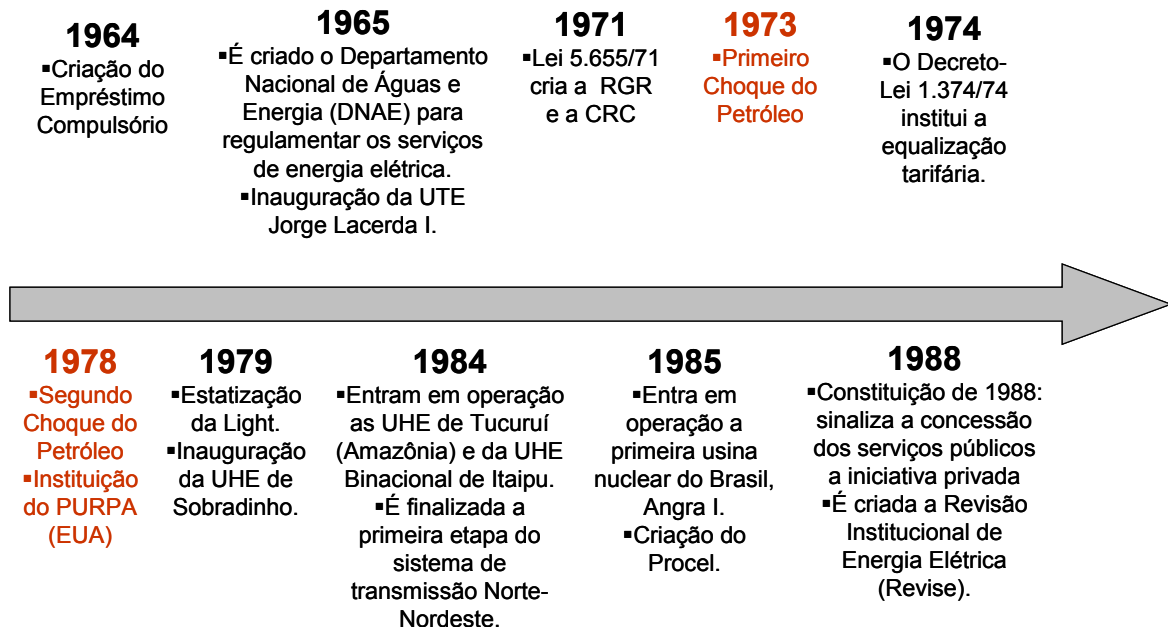 1964
▪Criação do
Empréstimo
Compulsório
1965
▪É criado o Departamento
Nacional de Águas e
Energia (DNAE) para
regulamentar os serviços
de energia elétrica.
▪Inauguração da UTE
Jorge Lacerda I.
1971
▪Lei 5.655/71
cria a RGR
e a CRC
1973
▪Primeiro
Choque do
Petróleo
1974
▪O Decreto-
Lei 1.374/74
institui a
equalização
tarifária.
1978
▪Segundo
Choque do
Petróleo
▪Instituição
do PURPA
(EUA)
1979
▪Estatização
da Light.
▪Inauguração
da UHE de
Sobradinho.
1984
▪Entram em operação
as UHE de Tucuruí
(Amazônia) e da UHE
Binacional de Itaipu.
▪É finalizada a
primeira etapa do
sistema de
transmissão Norte-
Nordeste.
1985
▪Entra em
operação a
primeira usina
nuclear do Brasil,
Angra I.
▪Criação do
Procel.
1988
▪Constituição de 1988:
sinaliza a concessão
dos serviços públicos
a iniciativa privada
▪É criada a Revisão
Institucional de
Energia Elétrica
(Revise).